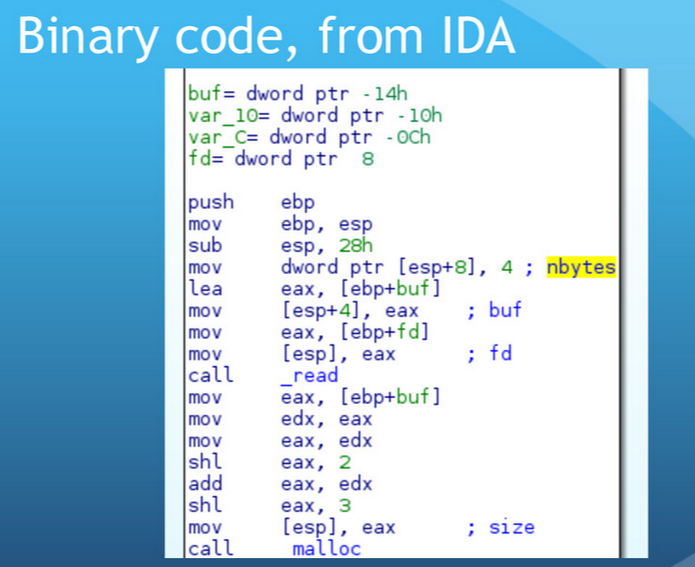 Binary code, from IDA
buf= dword ptr -14h
var_10= dword ptr -10h
var_C= dword ptr -0Ch
fd= dword ptr  8
push    ebp
mov     ebp, esp
sub     esp, 28h
mov     dword ptr [esp+8], 4 ; nbytes
lea     eax, [ebp+buf]
mov     [esp+4], eax    ; buf
mov     eax, [ebp+fd]
mov     [esp], eax      ; fd
call    _read
mov     eax, [ebp+buf]
mov     edx, eax
mov     eax, edx
shl     eax, 2
add     eax, edx
shl     eax, 3
mov     [esp], eax      ; size
call    malloc